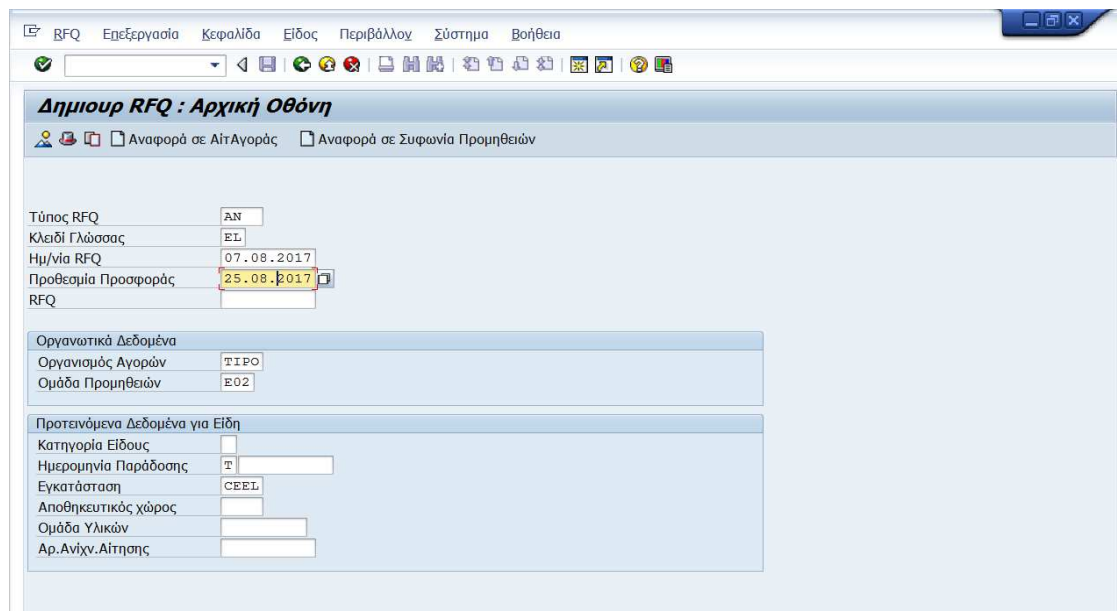 RFQ Επεξεργασία Κεφαλίδα Είδος Περιβάλλον Σύστημα Βοήθεια
Δημιουρ RFQ : Αρχική Οθόνη
Αναφορά σε ΑίτΑγοράς Αναφορά σε Συφωνία Προμηθειών
Τύπος RFQ AN
Κλειδί Γλώσσας EL
Ημ/νία RFQ 07.08.2017
Προθεσμία Προσφοράς 25.08.2017
RFQ
Οργανωτικά Δεδομένα
Οργανισμός Αγορών TIPO
Ομάδα Προμηθειών E02
Προτεινόμενα Δεδομένα για Είδη
Κατηγορία Είδους
Ημερομηνία Παράδοσης T
Εγκατάσταση CEEL
Αποθηκευτικός χώρος
Ομάδα Υλικών
Αρ.Ανίχν.Αίτησης